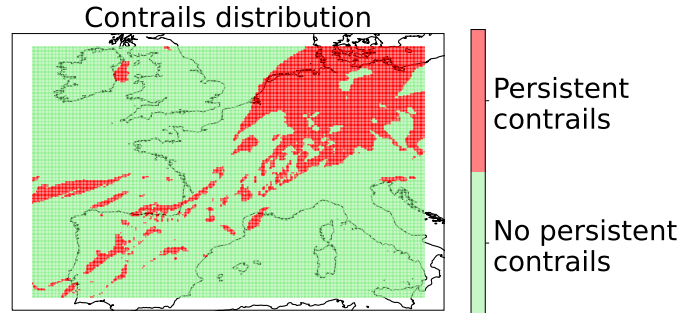 Contrails distribution
Persistent
contrails
No persistent
contrails